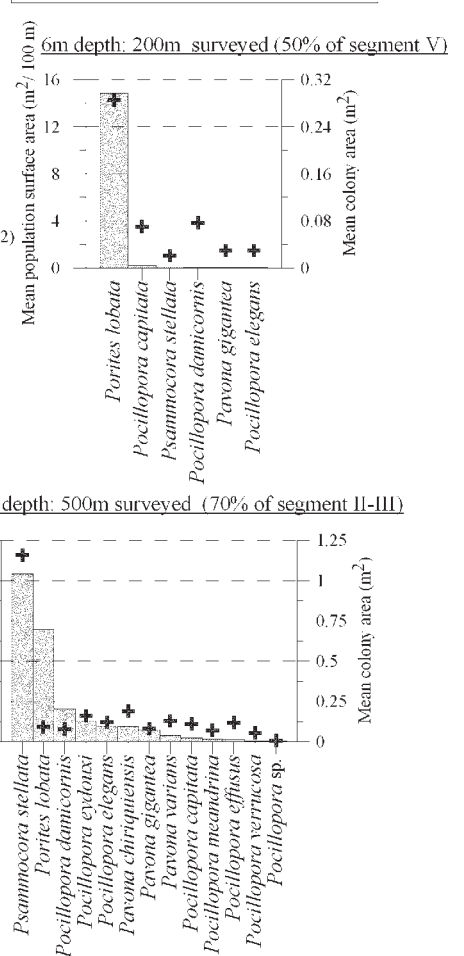 6m depth: 200m surveyed (50% of segment V)
Mean population surface area (m²/100 m)
16
12
8
4
0
0.32
0.24
0.16
0.08
0
Mean colony area (m²)
2)
Porites lobata
Pocillopora capitata
Psammocora stellata
Pocillopora damicornis
Pavona gigantea
Pocillopora elegans
depth: 500m surveyed (70% of segment II-III)
1.25
1
0.75
0.5
0.25
0
Mean colony area (m²)
Psammocora stellata
Porites lobata
Pocillopora damicornis
Pocillopora eydouxi
Pocillopora elegans
Pavona chiriquiensis
Pavona gigantea
Pavona varians
Pocillopora capitata
Pocillopora meandrina
Pocillopora effusus
Pocillopora verrucosa
Pocillopora sp.